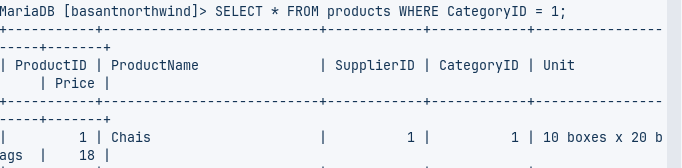 MariaDB [basantnorthwind]> SELECT * FROM products WHERE CategoryID = 1;
+-----------+---------------------------+------------+------------+---------------
-----+-------+
| ProductID | ProductName               | SupplierID | CategoryID | Unit
     | Price |
+-----------+---------------------------+------------+------------+---------------
-----+-------+
|         1 | Chais                     |          1 |          1 | 10 boxes x 20 b
ags  |    18 |